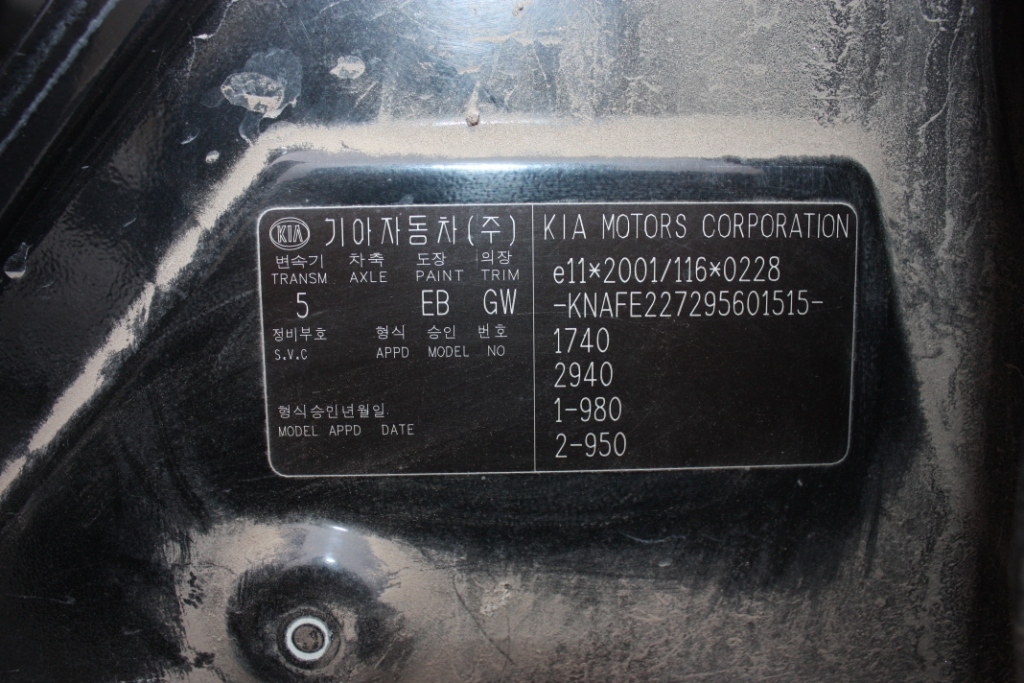 KIA 기아자동차(주)
변속기 차축 도장 의장
TRANSM AXLE PAINT TRIM
5 EB GW
정비부호 형식 승인 번호
S.V.C APPD MODEL NO
형식승인년월일
MODEL APPD DATE
KIA MOTORS CORPORATION
e11*2001/116*0228
-KNAFE227295601515-
1740
2940
1-980
2-950